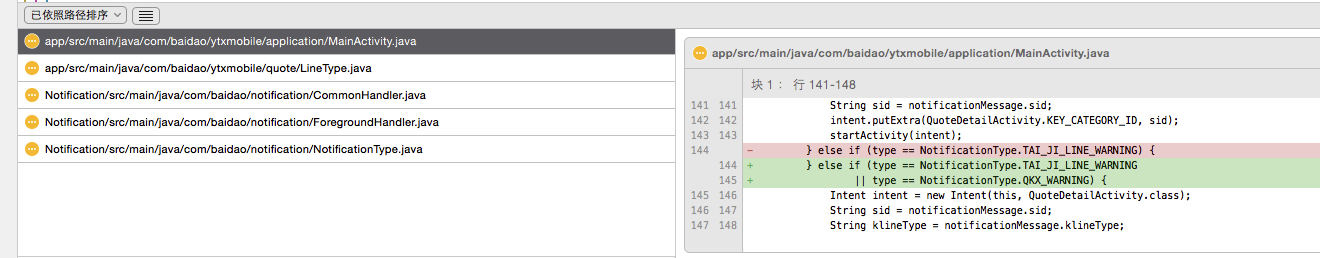 已依照路径排序
app/src/main/java/com/baidao/ytxmobile/application/MainActivity.java
app/src/main/java/com/baidao/ytxmobile/quote/LineType.java
Notification/src/main/java/com/baidao/notification/CommonHandler.java
Notification/src/main/java/com/baidao/notification/ForegroundHandler.java
Notification/src/main/java/com/baidao/notification/NotificationType.java
app/src/main/java/com/baidao/ytxmobile/application/MainActivity.java
块 1： 行 141-148
141 141 String sid = notificationMessage.sid;
142 142 intent.putExtra(QuoteDetailActivity.KEY_CATEGORY_ID, sid);
143 143 startActivity(intent);
144 - } else if (type == NotificationType.TAI_JI_LINE_WARNING) {
144 + } else if (type == NotificationType.TAI_JI_LINE_WARNING
145 + || type == NotificationType.QKX_WARNING) {
145 146 Intent intent = new Intent(this, QuoteDetailActivity.class);
146 147 String sid = notificationMessage.sid;
147 148 String klineType = notificationMessage.klineType;